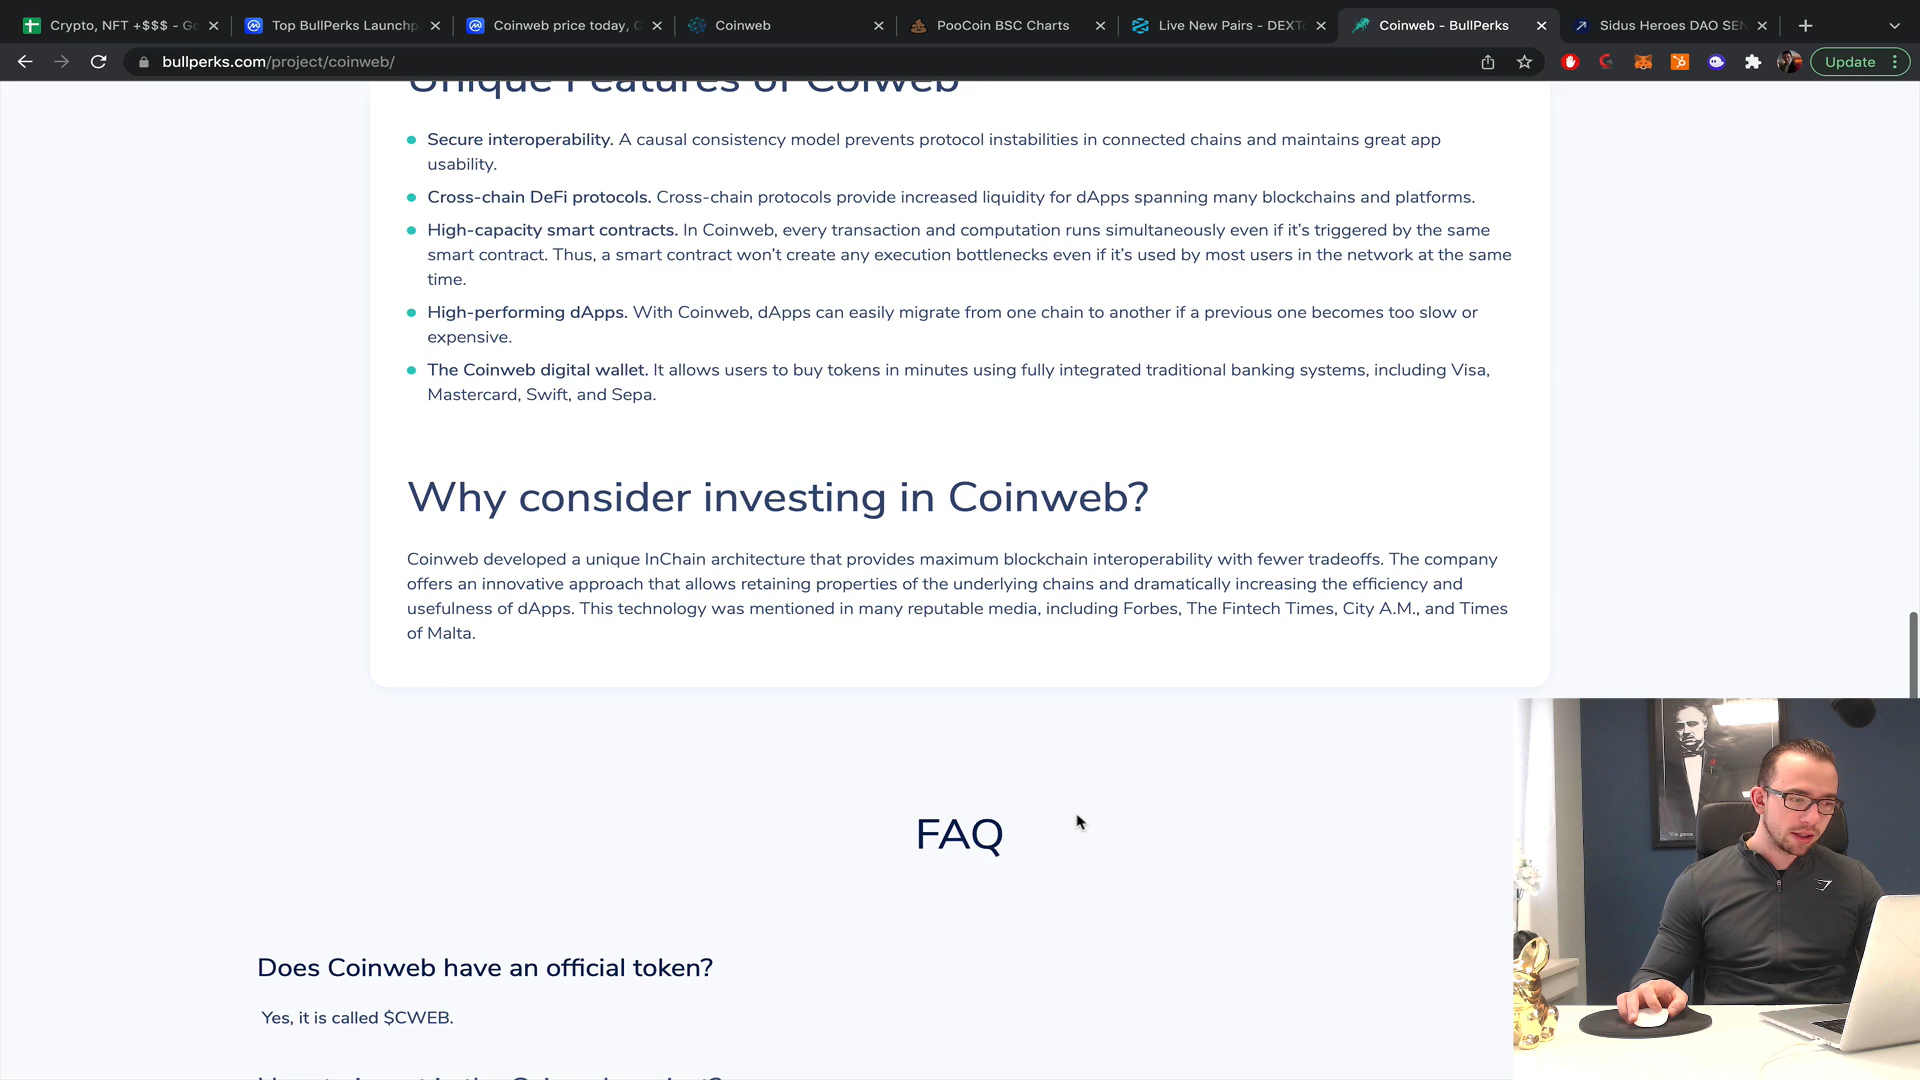 Crypto, NFT +$$$ - Go
Top BullPerks Launchp
Coinweb price today, C
Coinweb
PooCoin BSC Charts
Live New Pairs - DEXTo
Coinweb - BullPerks
Sidus Heroes DAO SEN
bullperks.com/project/coinweb/
Update
Unique Features of Coiweb
Secure interoperability. A causal consistency model prevents protocol instabilities in connected chains and maintains great app
usability.
Cross-chain DeFi protocols. Cross-chain protocols provide increased liquidity for dApps spanning many blockchains and platforms.
High-capacity smart contracts. In Coinweb, every transaction and computation runs simultaneously even if it’s triggered by the same
smart contract. Thus, a smart contract won’t create any execution bottlenecks even if it’s used by most users in the network at the same
time.
High-performing dApps. With Coinweb, dApps can easily migrate from one chain to another if a previous one becomes too slow or
expensive.
The Coinweb digital wallet. It allows users to buy tokens in minutes using fully integrated traditional banking systems, including Visa,
Mastercard, Swift, and Sepa.
Why consider investing in Coinweb?
Coinweb developed a unique InChain architecture that provides maximum blockchain interoperability with fewer tradeoffs. The company
offers an innovative approach that allows retaining properties of the underlying chains and dramatically increasing the efficiency and
usefulness of dApps. This technology was mentioned in many reputable media, including Forbes, The Fintech Times, City A.M., and Times
of Malta.
FAQ
Does Coinweb have an official token?
Yes, it is called $CWEB.